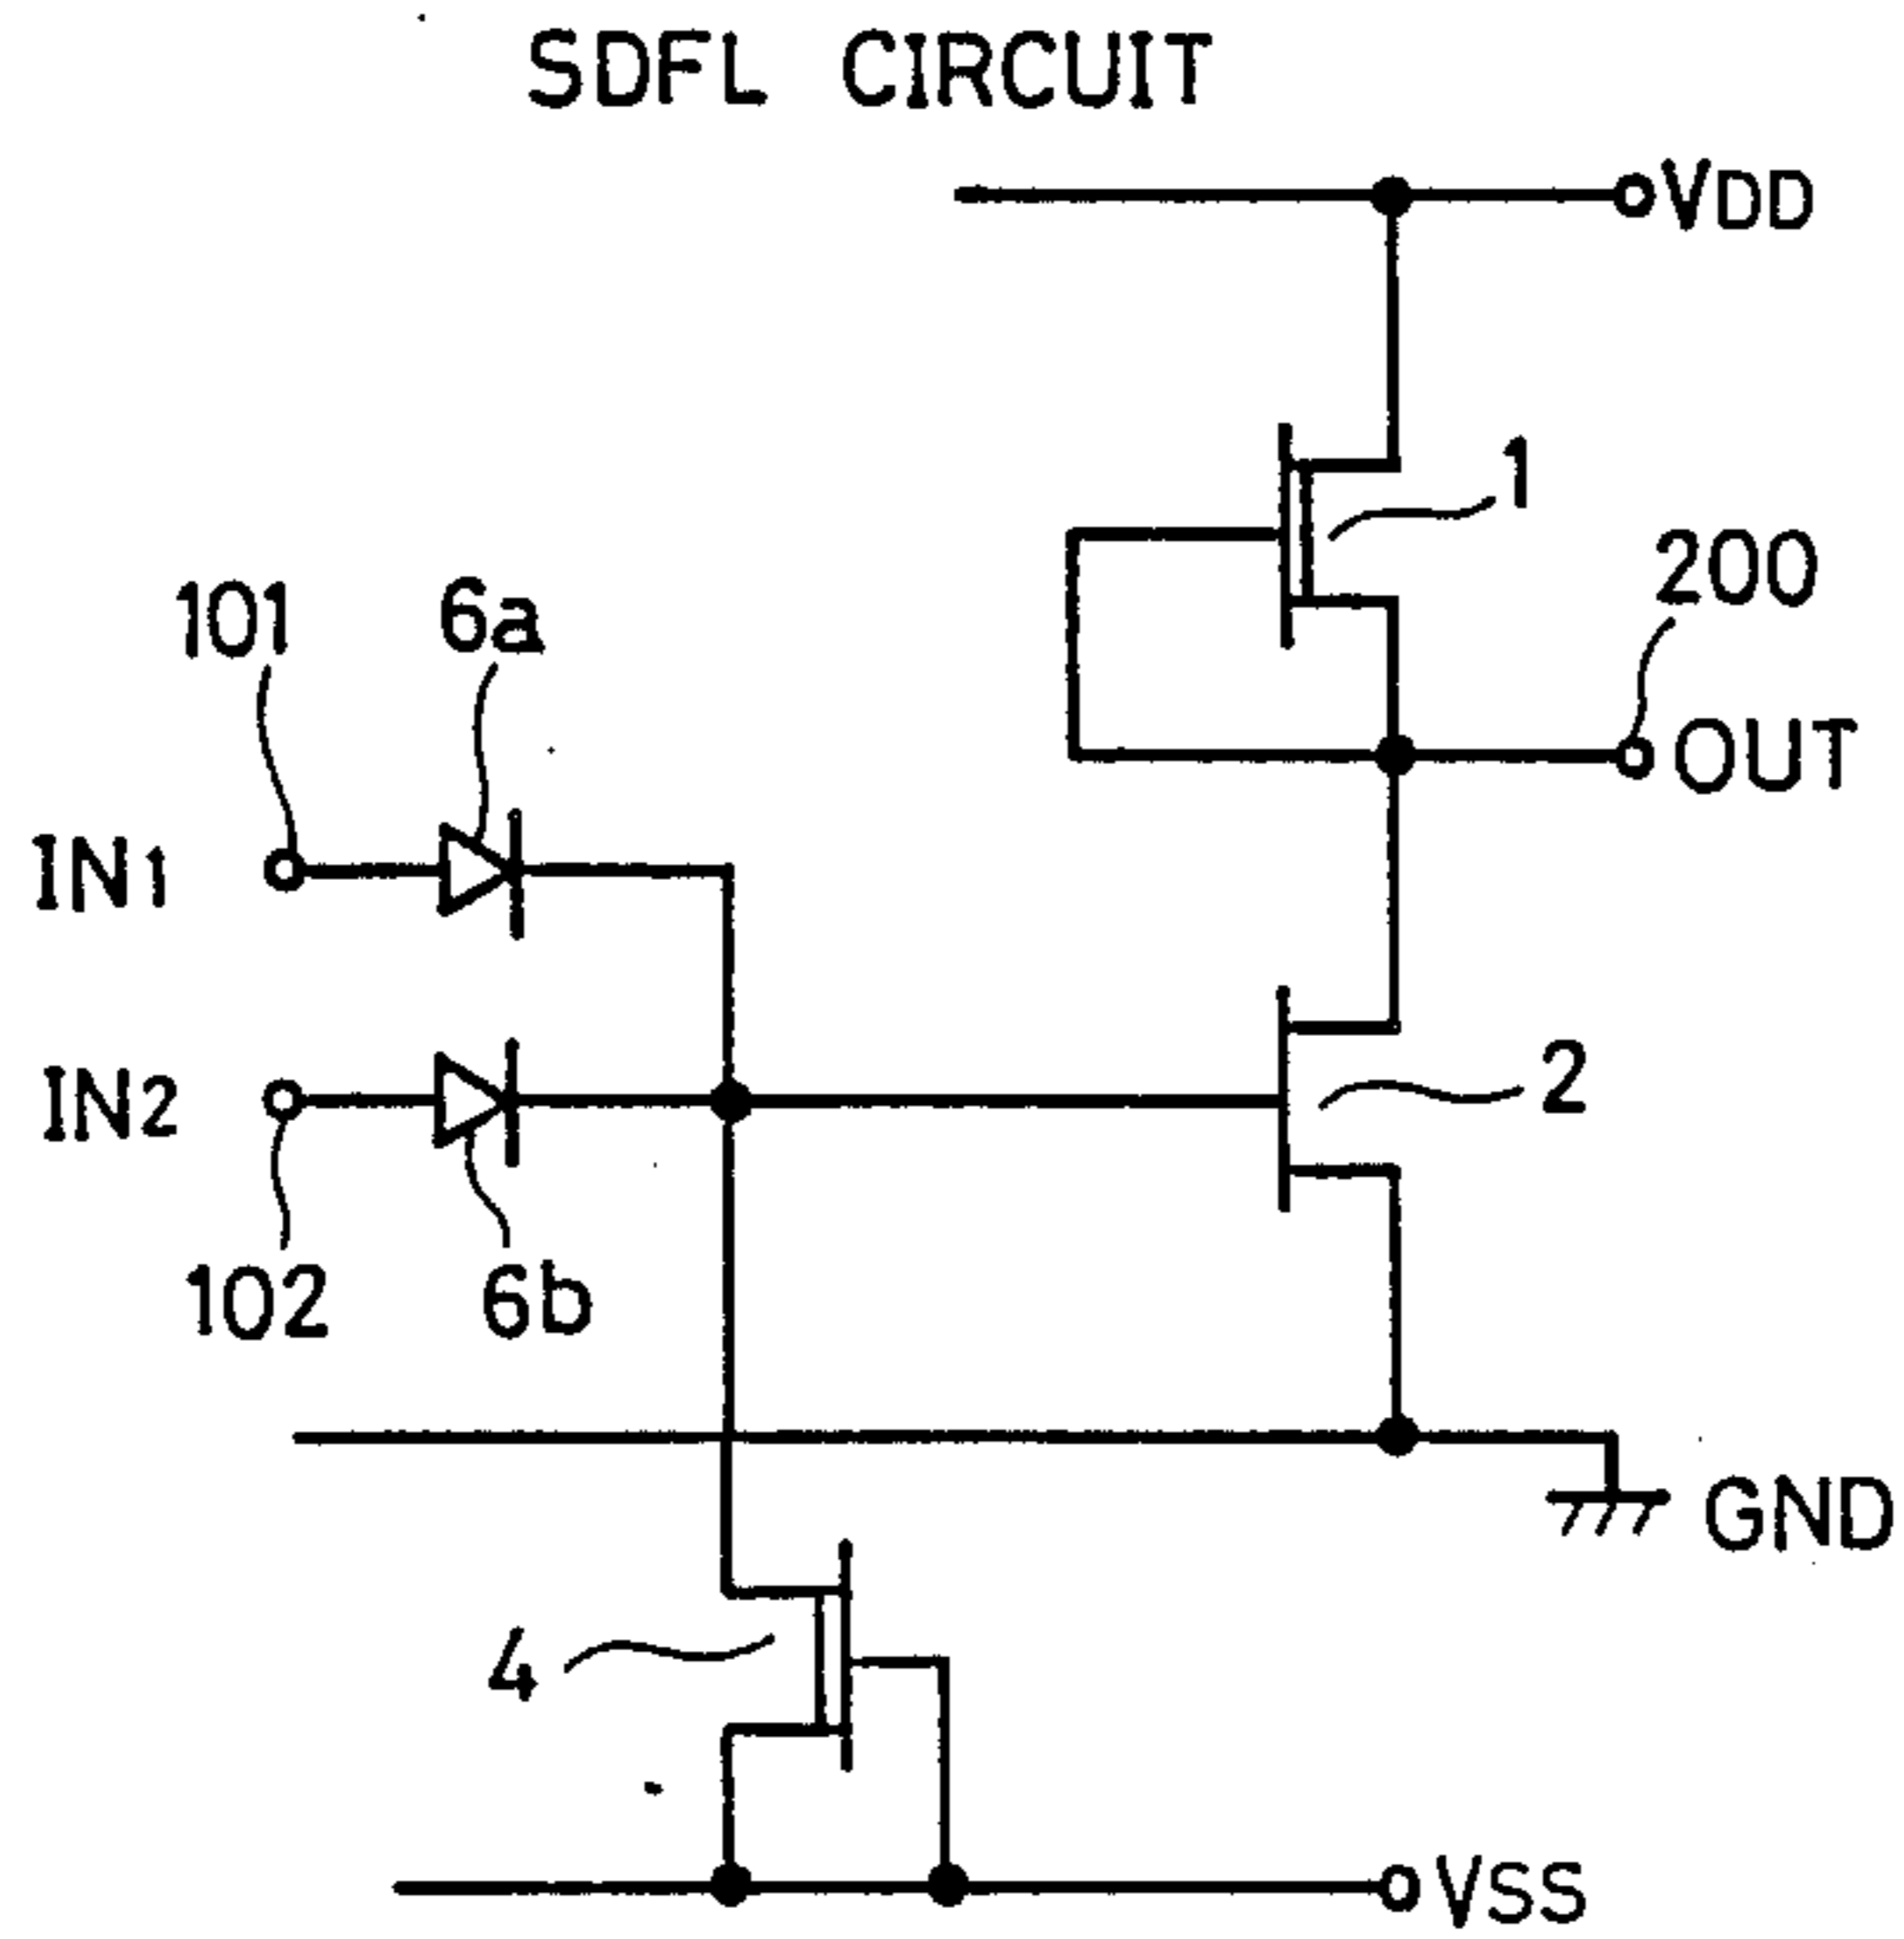 SDFL CIRCUIT
VDD
1
200
101
6a
OUT
IN1
2
IN2
102
6b
GND
4
VSS